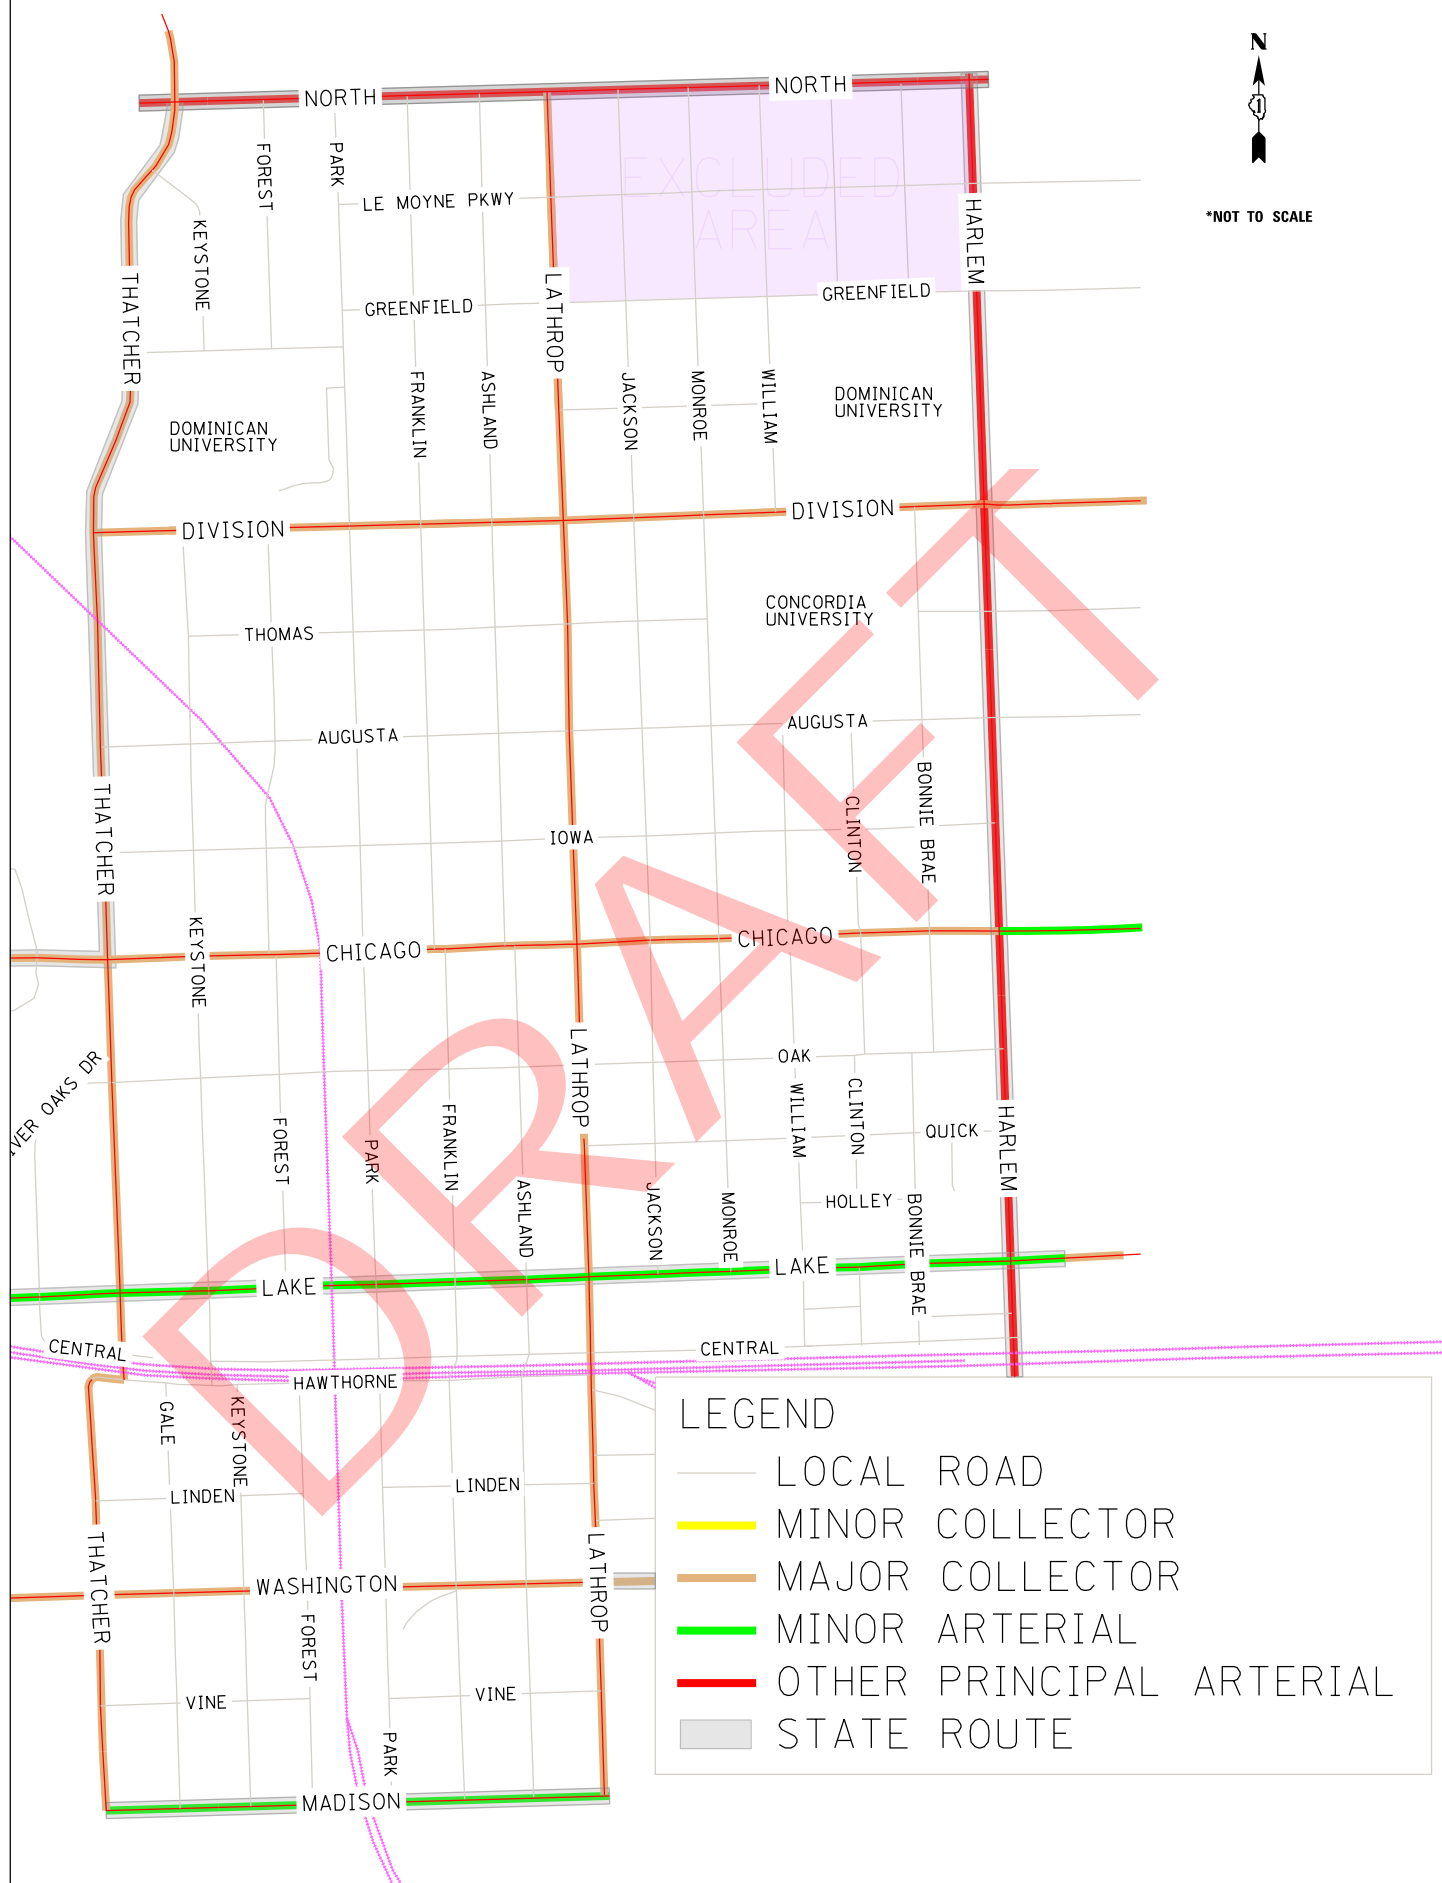 N
1
*NOT TO SCALE
NORTH
NORTH
FOREST
PARK
LE MOYNE PKWY
EXCLUDED
AREA
KEYSTONE
HARLEM
THATCHER
GREENFIELD
LATHROP
GREENFIELD
FRANKLIN
ASHLAND
JACKSON
MONROE
WILLIAM
DOMINICAN
UNIVERSITY
DOMINICAN
UNIVERSITY
DIVISION
DIVISION
THOMAS
CONCORDIA
UNIVERSITY
AUGUSTA
AUGUSTA
THATCHER
IOWA
CLINTON
BONNIE BRAE
KEYSTONE
CHICAGO
CHICAGO
DRAFT
IVER OAKS DR
LATHROP
OAK
WILLIAM
CLINTON
QUICK
HARLEM
FOREST
PARK
FRANKLIN
ASHLAND
JACKSON
MONROE
HOLLEY
BONNIE BRAE
LAKE
LAKE
CENTRAL
CENTRAL
HAWTHORNE
GALE
KEYSTONE
LINDEN
LINDEN
THATCHER
LATHROP
WASHINGTON
FOREST
VINE
VINE
PARK
MADISON
LEGEND
LOCAL ROAD
MINOR COLLECTOR
MAJOR COLLECTOR
MINOR ARTERIAL
OTHER PRINCIPAL ARTERIAL
STATE ROUTE